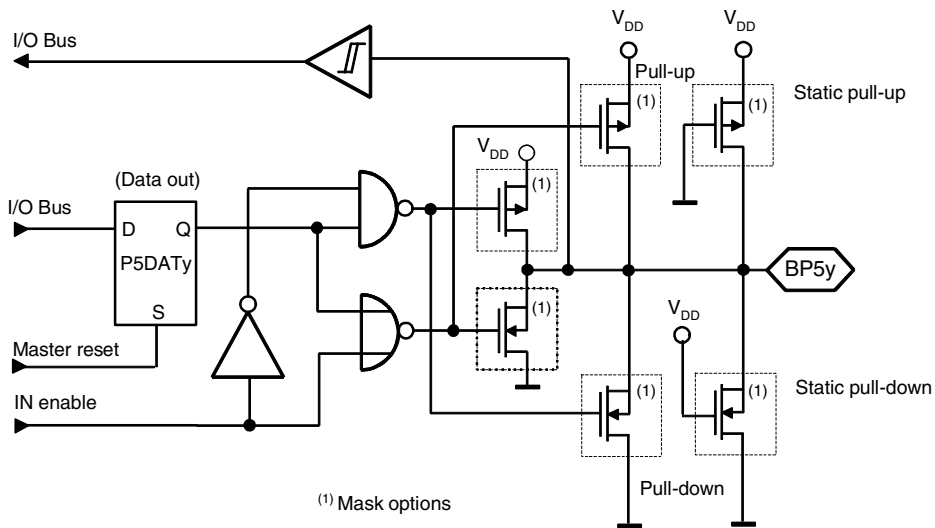 I/O Bus
V_DD
V_DD
Pull-up
(1)
(1)
Static pull-up
V_DD
(1)
(Data out)
I/O Bus
D
Q
P5DATy
S
BP5y
(1)
V_DD
Master reset
IN enable
(1)
(1)
Static pull-down
Pull-down
(1) Mask options